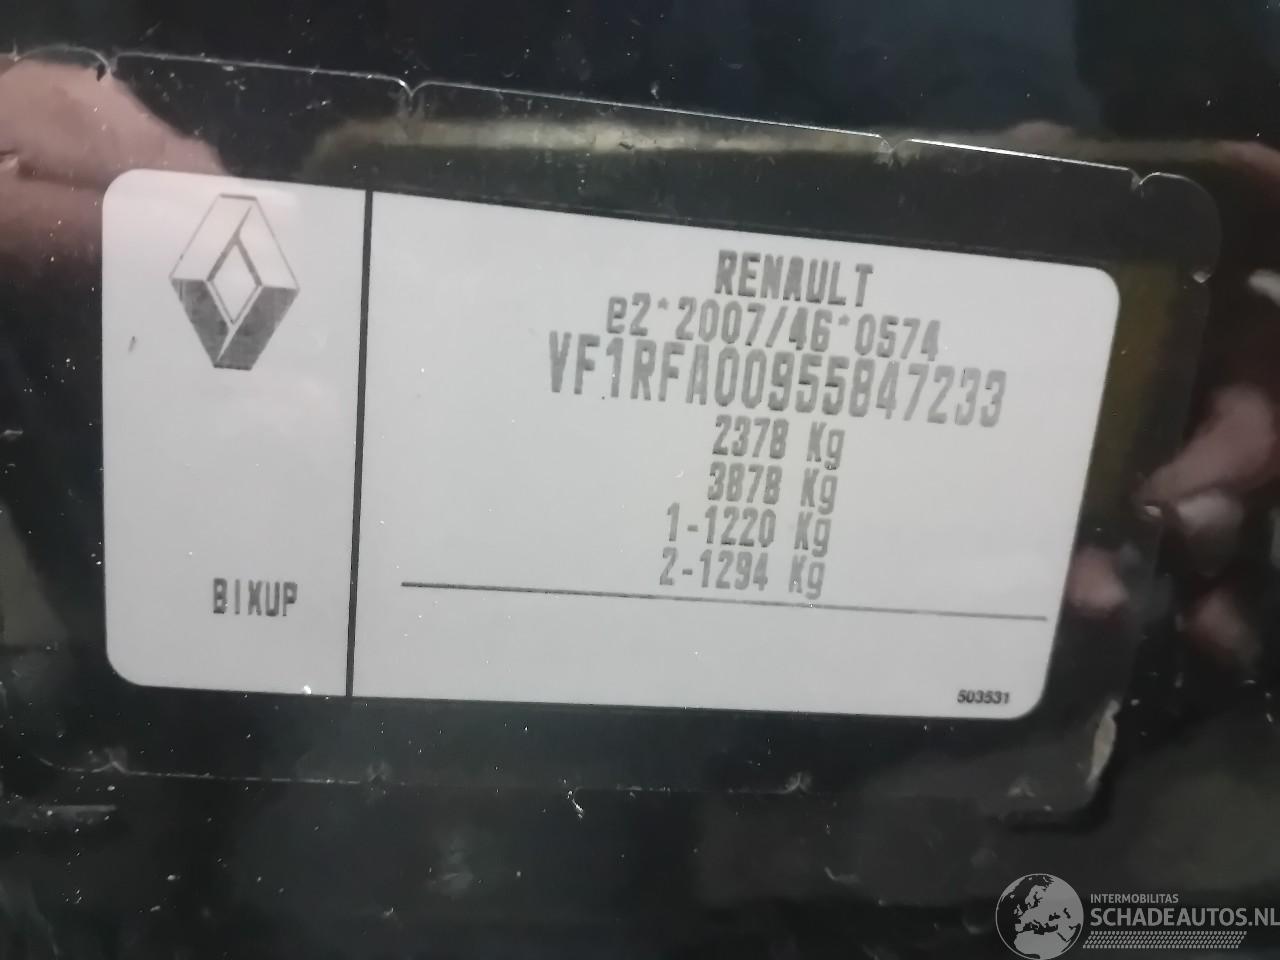 RENAULT
e2*2007/46*0574
VF1RFA00955847233
2378 Kg
3878 Kg
1-1220 Kg
2-1294 Kg
BIXUP
503531
INTERMOBILITAS
SCHADEAUTOS.NL